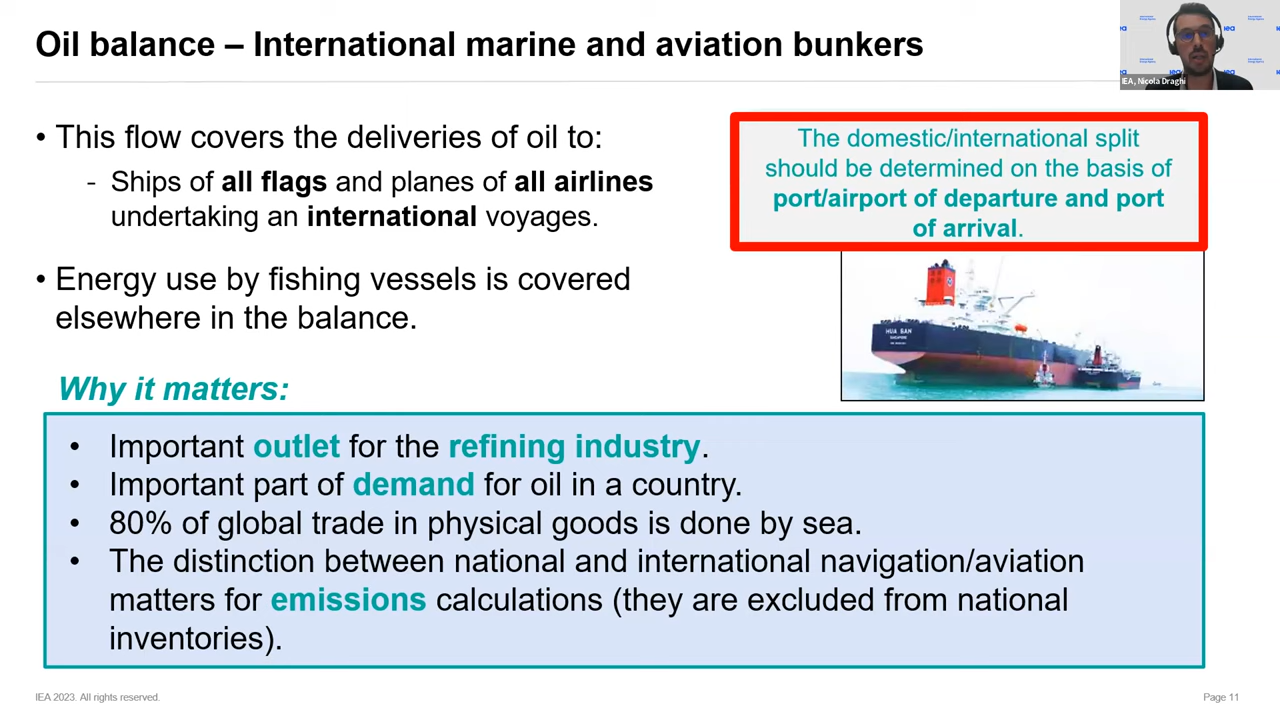 Oil balance – International marine and aviation bunkers
IEA, Nicola Draghi
• This flow covers the deliveries of oil to:
- Ships of all flags and planes of all airlines
undertaking an international voyages.
• Energy use by fishing vessels is covered
elsewhere in the balance.
The domestic/international split
should be determined on the basis of
port/airport of departure and port
of arrival.
HUA SAN
Why it matters:
• Important outlet for the refining industry.
• Important part of demand for oil in a country.
• 80% of global trade in physical goods is done by sea.
• The distinction between national and international navigation/aviation
matters for emissions calculations (they are excluded from national
inventories).
IEA 2023. All rights reserved.
Page 11